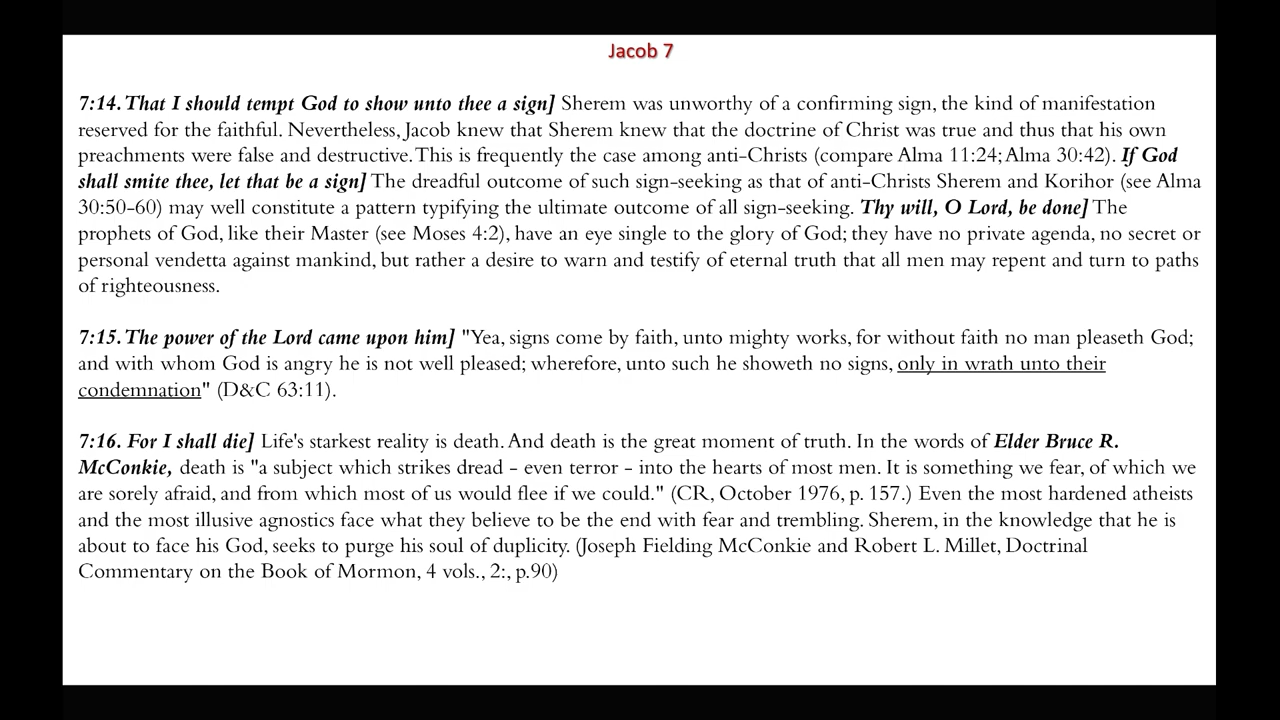 Jacob 7
7:14. That I should tempt God to show unto thee a sign] Sherem was unworthy of a confirming sign, the kind of manifestation
reserved for the faithful. Nevertheless, Jacob knew that Sherem knew that the doctrine of Christ was true and thus that his own
preachments were false and destructive. This is frequently the case among anti-Christs (compare Alma 11:24; Alma 30:42). If God
shall smite thee, let that be a sign] The dreadful outcome of such sign-seeking as that of anti-Christs Sherem and Korihor (see Alma
30:50-60) may well constitute a pattern typifying the ultimate outcome of all sign-seeking. Thy will, O Lord, be done] The
prophets of God, like their Master (see Moses 4:2), have an eye single to the glory of God; they have no private agenda, no secret or
personal vendetta against mankind, but rather a desire to warn and testify of eternal truth that all men may repent and turn to paths
of righteousness.
7:15. The power of the Lord came upon him] "Yea, signs come by faith, unto mighty works, for without faith no man pleaseth God;
and with whom God is angry he is not well pleased; wherefore, unto such he showeth no signs, only in wrath unto their
condemnation" (D&C 63:11).
7:16. For I shall die] Life's starkest reality is death. And death is the great moment of truth. In the words of Elder Bruce R.
McConkie, death is "a subject which strikes dread - even terror - into the hearts of most men. It is something we fear, of which we
are sorely afraid, and from which most of us would flee if we could." (CR, October 1976, p. 157.) Even the most hardened atheists
and the most illusive agnostics face what they believe to be the end with fear and trembling. Sherem, in the knowledge that he is
about to face his God, seeks to purge his soul of duplicity. (Joseph Fielding McConkie and Robert L. Millet, Doctrinal
Commentary on the Book of Mormon, 4 vols., 2:, p.90)